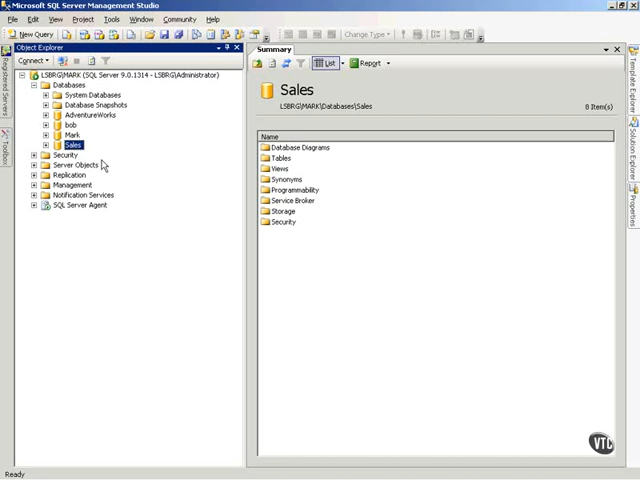 Microsoft SQL Server Management Studio
File Edit View Project Tools Window Community Help
New Query Change Type
Object Explorer
Connect
LSBRG\MARK (SQL Server 9.0.1314 - LSBRG\Administrator)
Databases
System Databases
Database Snapshots
AdventureWorks
bob
Mark
Sales
Security
Server Objects
Replication
Management
Notification Services
SQL Server Agent
Registered Servers
Toolbox
Summary
List Report
Sales
LSBRG\MARK\Databases\Sales 8 Item(s)
Name
Database Diagrams
Tables
Views
Synonyms
Programmability
Service Broker
Storage
Security
Template Explorer
Solution Explorer
Properties
VTC
Ready